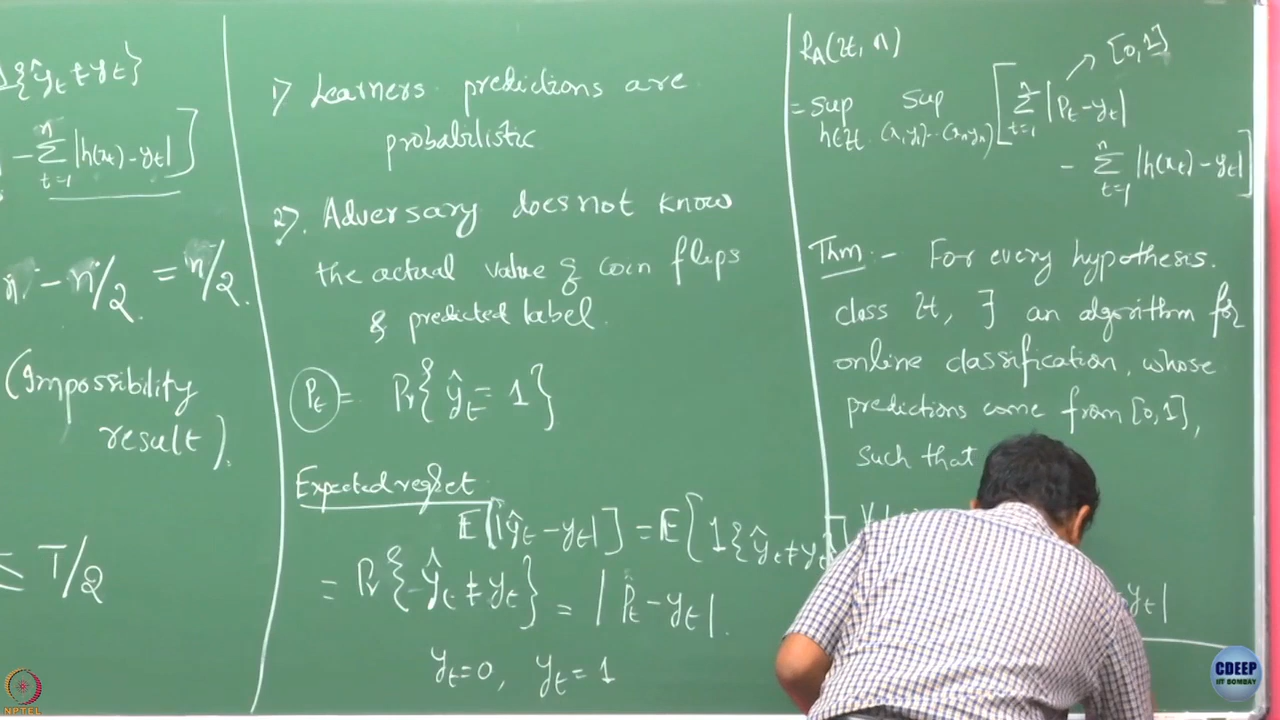 1{ŷt ≠ yt}
- Σ_{t=1}^{n} |h(xt) - yt| ]
n - n/2 = n/2.
(Impossibility
result).
≤ T/2
1) Learners predictions are
probabilistic
2). Adversary does not know
the actual value of coin flips
& predicted label.
Pt = Pr{ŷt = 1}
Expected regret
E[|ŷt - yt|] = E[1{ŷt ≠ yt}]
= Pr{ŷt ≠ yt} = |Pt - yt|.
yt = 0, yt = 1
RA(H, n)
[0,1]
= sup_{h∈H} sup_{(x1,y1)..(xn,yn)} [ Σ_{t=1}^{n} |Pt - yt|
- Σ_{t=1}^{n} |h(xt) - yt| ]
Thm :- For every hypothesis.
class H, ∃ an algorithm for
online classification, whose
predictions come from [0,1],
such that
- yt|
NPTEL
CDEEP
IIT BOMBAY